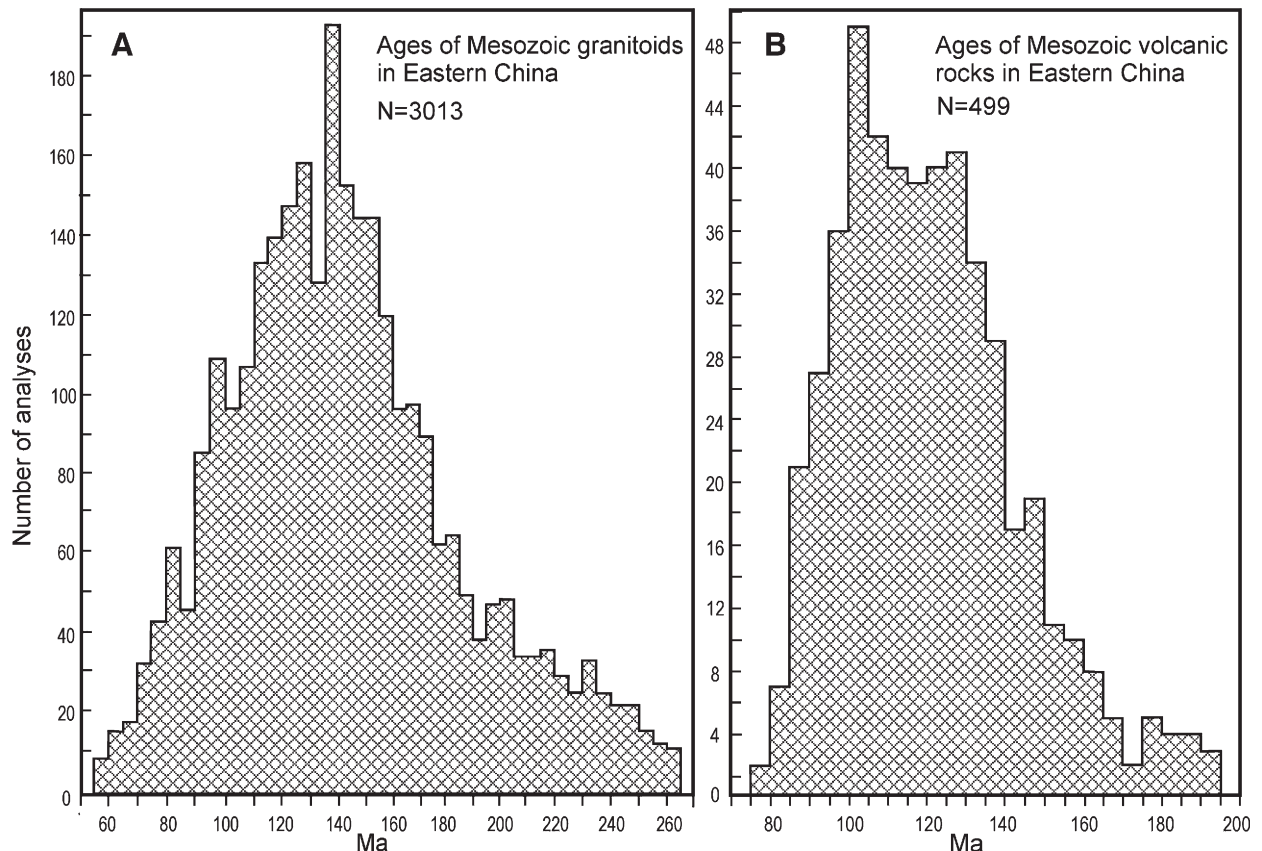 A
Ages of Mesozoic granitoids
in Eastern China
N=3013
Number of analyses
180
160
140
120
100
80
60
40
20
0
60 80 100 120 140 160 180 200 220 240 260
Ma
B
Ages of Mesozoic volcanic
rocks in Eastern China
N=499
48
44
40
36
32
28
24
20
16
12
8
4
0
80 100 120 140 160 180 200
Ma